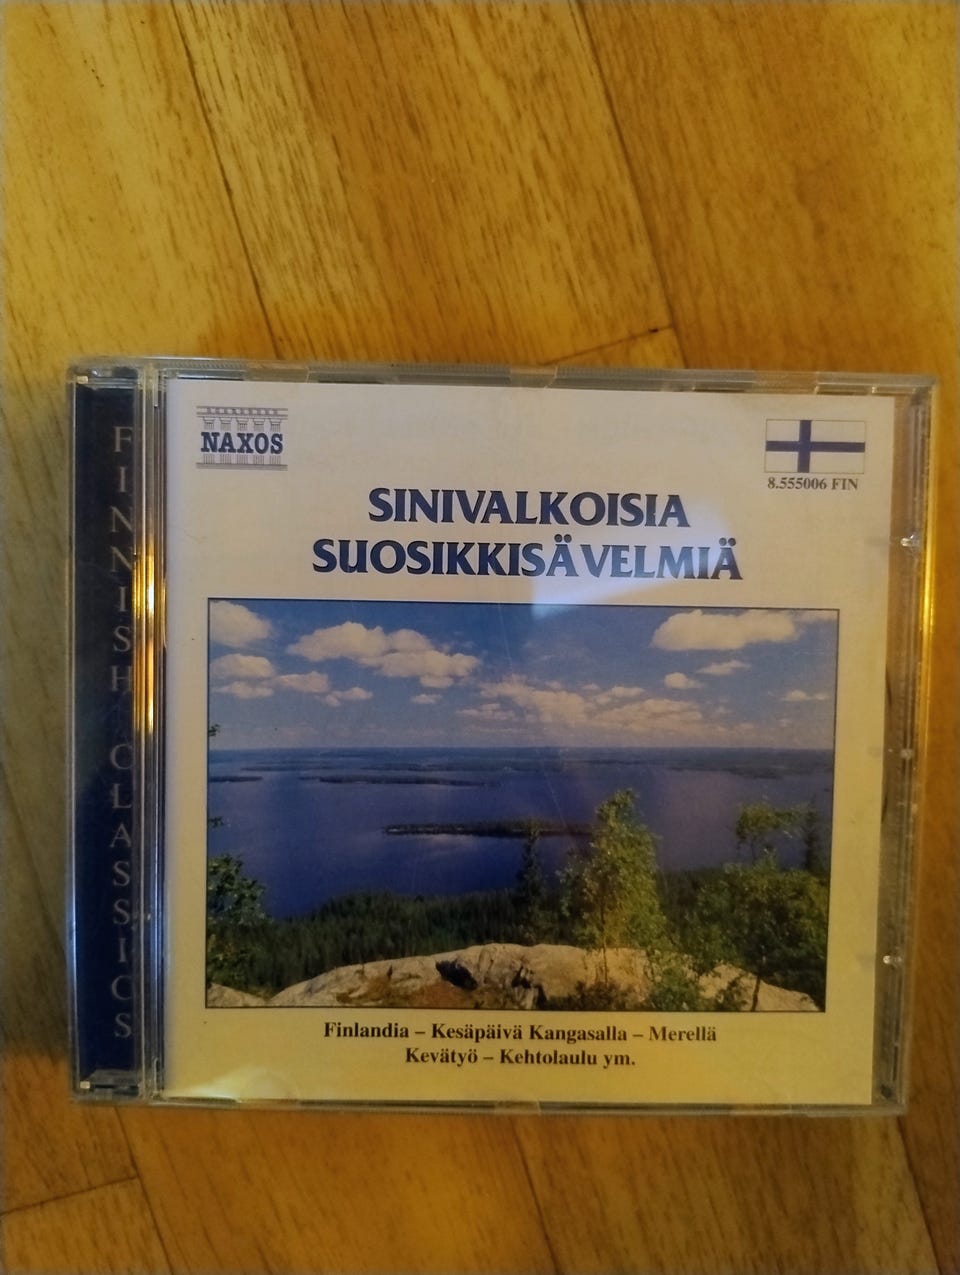 FINNISH CLASSICS
NAXOS
8.555006 FIN
SINIVALKOISIA
SUOSIKKISÄVELMIÄ
Finlandia – Kesäpäivä Kangasalla – Merellä
Kevätyö – Kehtolaulu ym.